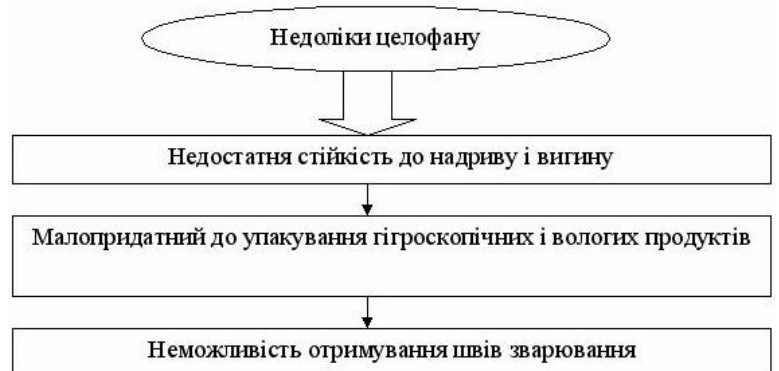 Недоліки целофану
Недостатня стійкість до надриву і вигину
Малопридатний до упакування гігроскопічних і вологих продуктів
Неможливість отримування швів зварювання